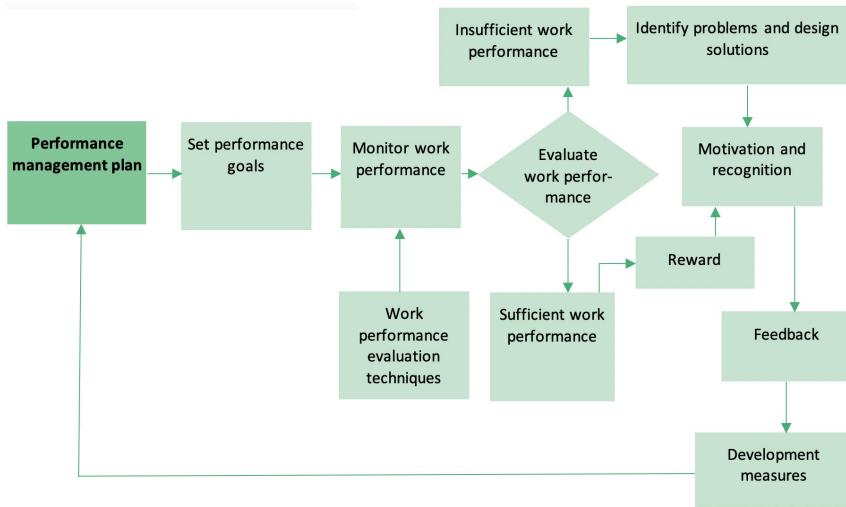 Performance
management plan
Set performance
goals
Monitor work
performance
Work
performance
evaluation
techniques
Evaluate
work perfor-
mance
Insufficient work
performance
Identify problems and design
solutions
Sufficient work
performance
Reward
Motivation and
recognition
Feedback
Development
measures